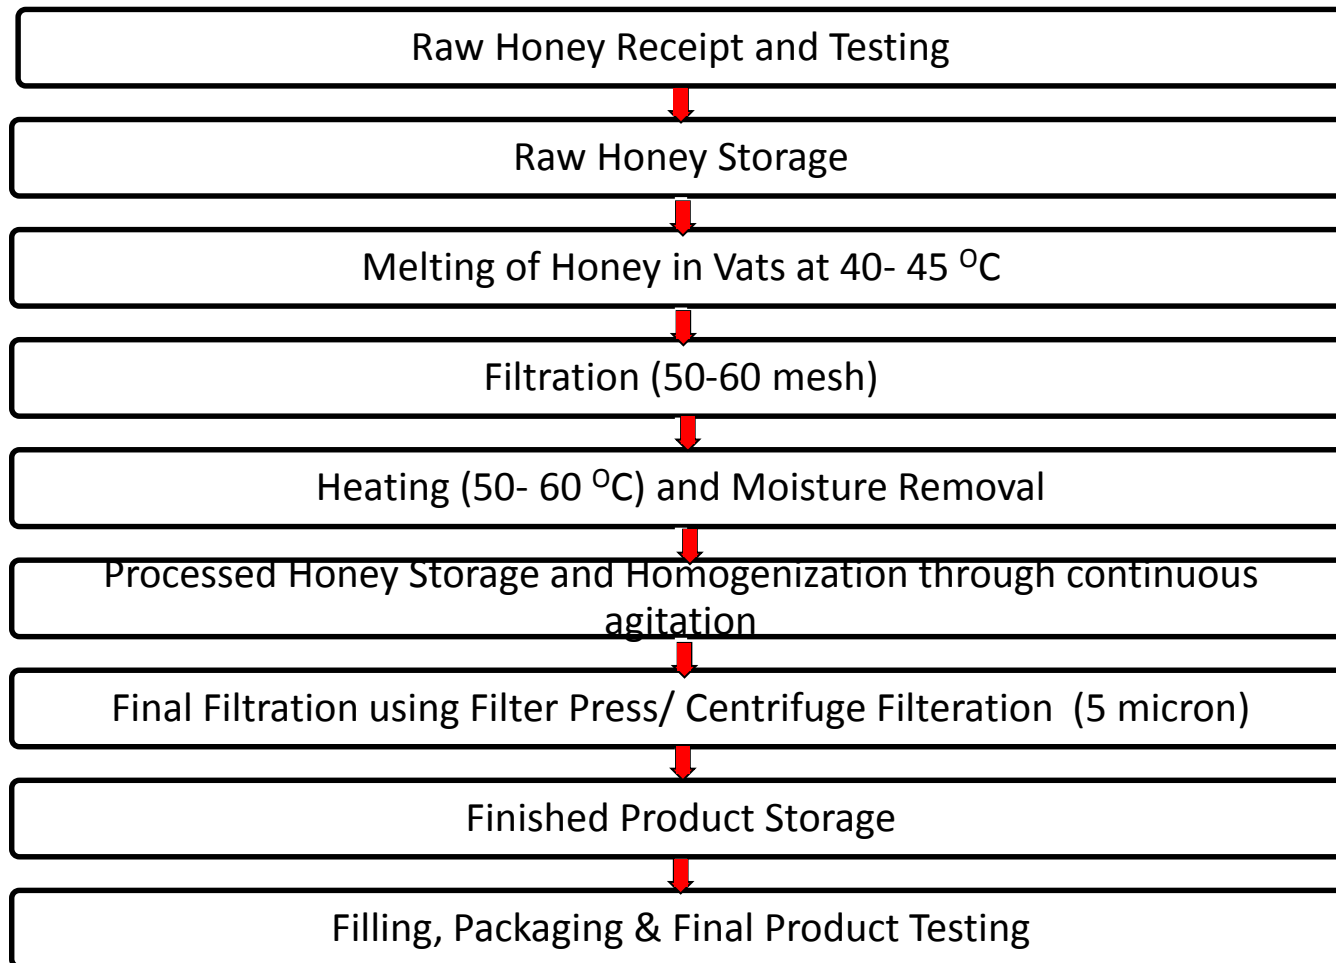 Raw Honey Receipt and Testing
Raw Honey Storage
Melting of Honey in Vats at 40- 45 ᴼC
Filtration (50-60 mesh)
Heating (50- 60 ᴼC) and Moisture Removal
Processed Honey Storage and Homogenization through continuous
agitation
Final Filtration using Filter Press/ Centrifuge Filteration  (5 micron)
Finished Product Storage
Filling, Packaging & Final Product Testing